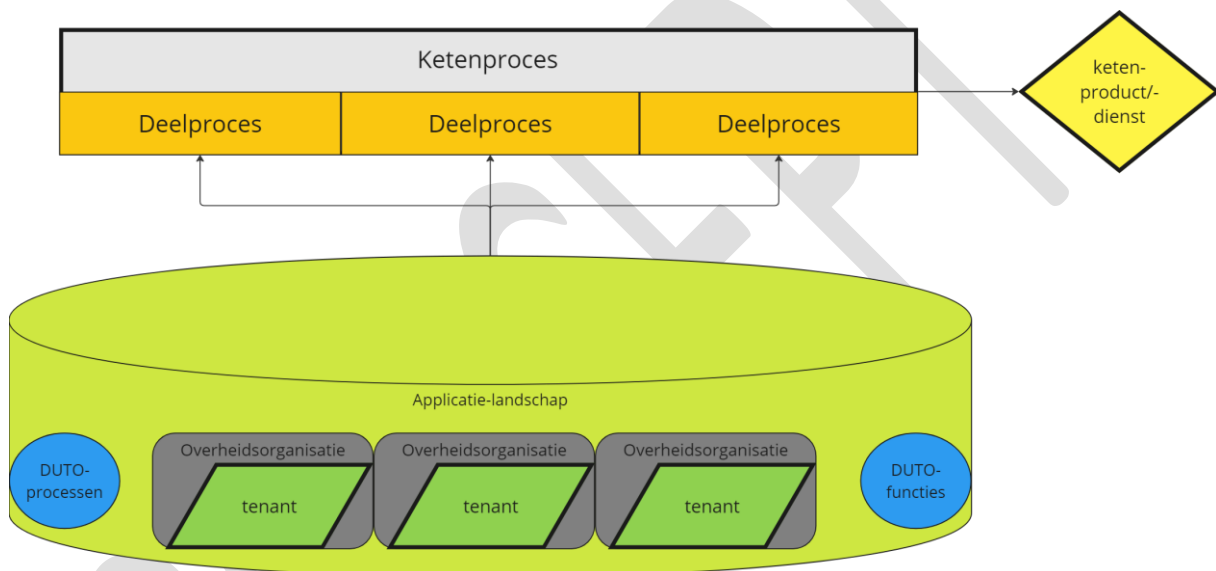 Ketenproces
keten-
product/-
dienst
Deelproces Deelproces Deelproces
Applicatie-landschap
DUTO-
processen
Overheidsorganisatie Overheidsorganisatie Overheidsorganisatie
tenant tenant tenant
DUTO-
functies